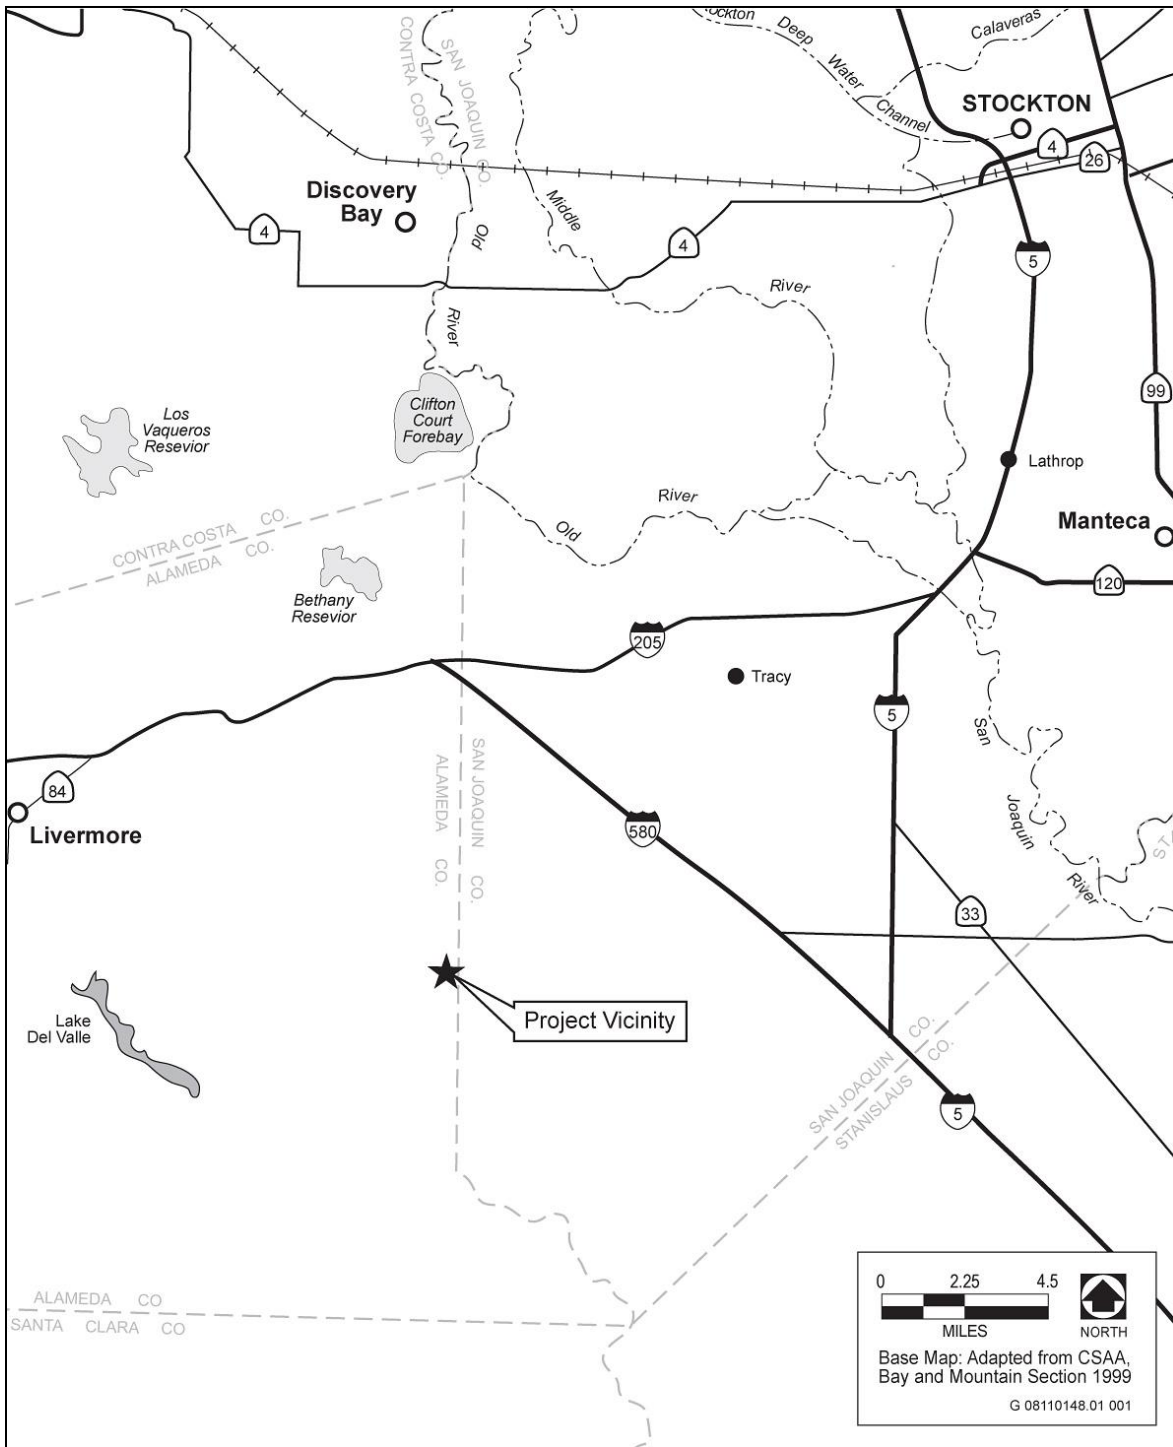 Stockton Deep Water Channel
Calaveras
CONTRA COSTA CO.
SAN JOAQUIN CO.
STOCKTON
4
26
Discovery
Bay
4
Old
Middle
4
5
River
River
99
Clifton
Court
Forebay
Los
Vaqueros
Resevior
Lathrop
River
Old
Manteca
CONTRA COSTA CO.
ALAMEDA CO.
120
Bethany
Resevior
205
Tracy
5
San
Joaquin
River
SAN JOAQUIN CO.
ALAMEDA CO.
84
Livermore
580
33
STA
Lake
Del Valle
Project Vicinity
SAN JOAQUIN CO.
STANISLAUS CO.
5
ALAMEDA CO
SANTA CLARA CO
0 2.25 4.5
MILES
NORTH
Base Map: Adapted from CSAA,
Bay and Mountain Section 1999
G 08110148.01 001